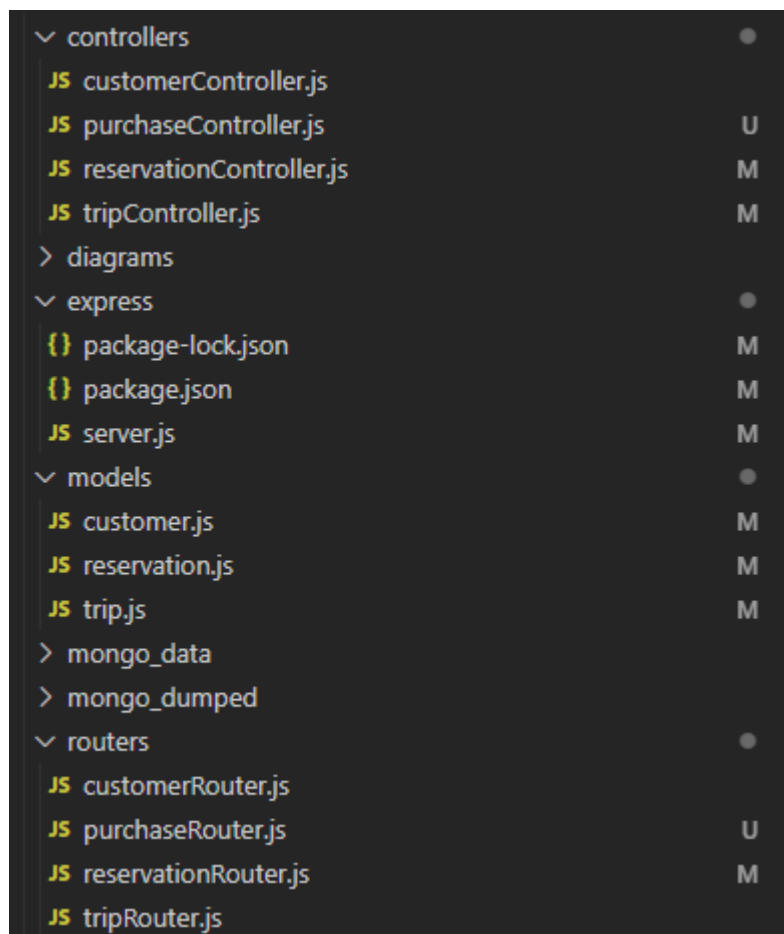 controllers
JS customerController.js
JS purchaseController.js U
JS reservationController.js M
JS tripController.js M
diagrams
express
{} package-lock.json M
{} package.json M
JS server.js M
models
JS customer.js M
JS reservation.js M
JS trip.js M
mongo_data
mongo_dumped
routers
JS customerRouter.js
JS purchaseRouter.js U
JS reservationRouter.js M
JS tripRouter.js